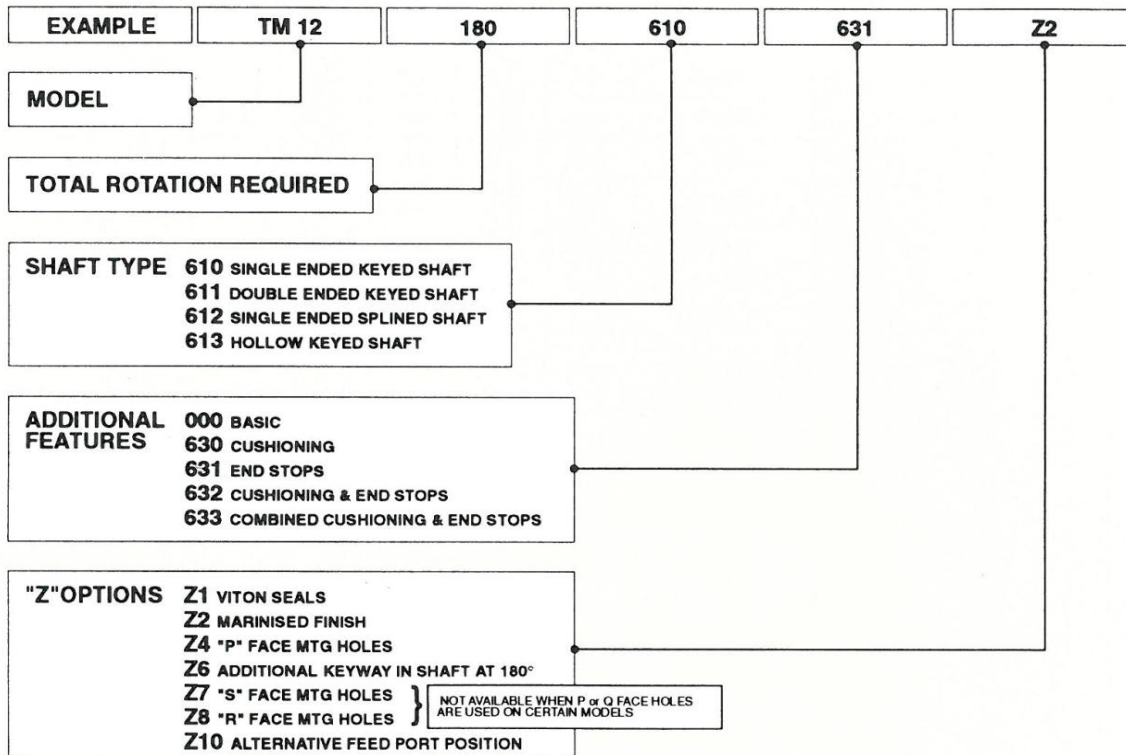 EXAMPLE TM 12 180 610 631 Z2
MODEL
TOTAL ROTATION REQUIRED
SHAFT TYPE 610 SINGLE ENDED KEYED SHAFT
611 DOUBLE ENDED KEYED SHAFT
612 SINGLE ENDED SPLINED SHAFT
613 HOLLOW KEYED SHAFT
ADDITIONAL FEATURES 000 BASIC
630 CUSHIONING
631 END STOPS
632 CUSHIONING & END STOPS
633 COMBINED CUSHIONING & END STOPS
"Z"OPTIONS Z1 VITON SEALS
Z2 MARINISED FINISH
Z4 "P" FACE MTG HOLES
Z6 ADDITIONAL KEYWAY IN SHAFT AT 180°
Z7 "S" FACE MTG HOLES
Z8 "R" FACE MTG HOLES
NOT AVAILABLE WHEN P or Q FACE HOLES
ARE USED ON CERTAIN MODELS
Z10 ALTERNATIVE FEED PORT POSITION